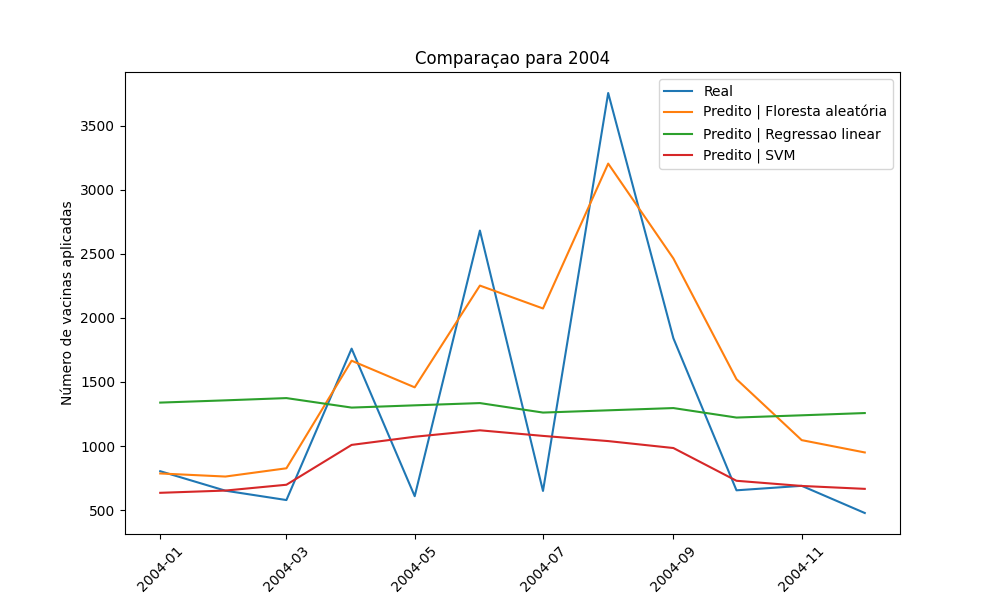 Comparaçao para 2004
Real
Predito | Floresta aleatória
Predito | Regressao linear
Predito | SVM
Número de vacinas aplicadas
3500
3000
2500
2000
1500
1000
500
2004-01
2004-03
2004-05
2004-07
2004-09
2004-11